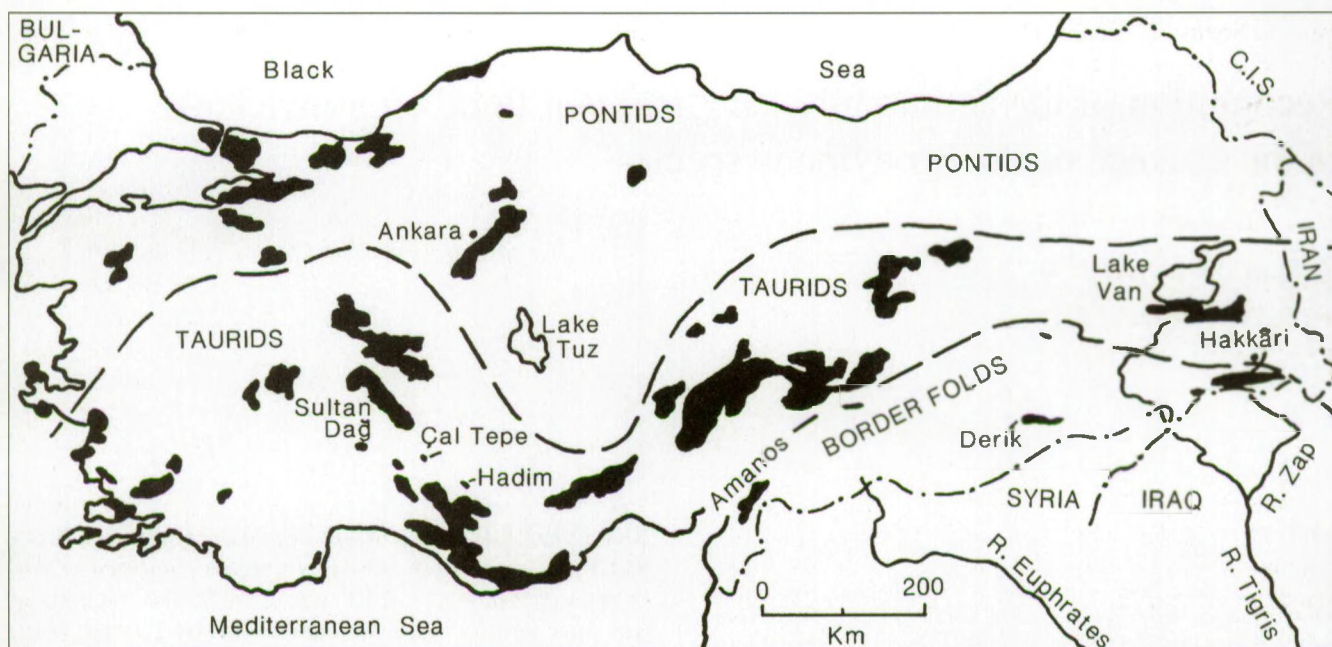 BUL-
GARIA
Black
Sea
C.I.S.
PONTIDS
PONTIDS
IRAN
Ankara
Lake
Van
TAURIDS
TAURIDS
Lake
Tuz
Hakkâri
Sultan
Dağ
BORDER FOLDS
Çal Tepe
Derik
Hadim
Amanos
SYRIA
IRAQ
R. Zap
R. Euphrates
R. Tigris
0 200
Km
Mediterranean Sea